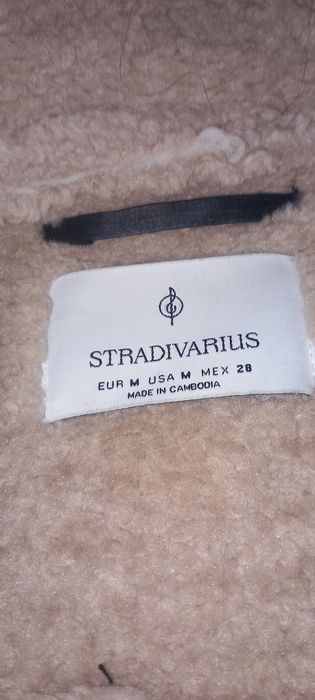 STRADIVARIUS
EUR M USA M MEX 28
MADE IN CAMBODIA